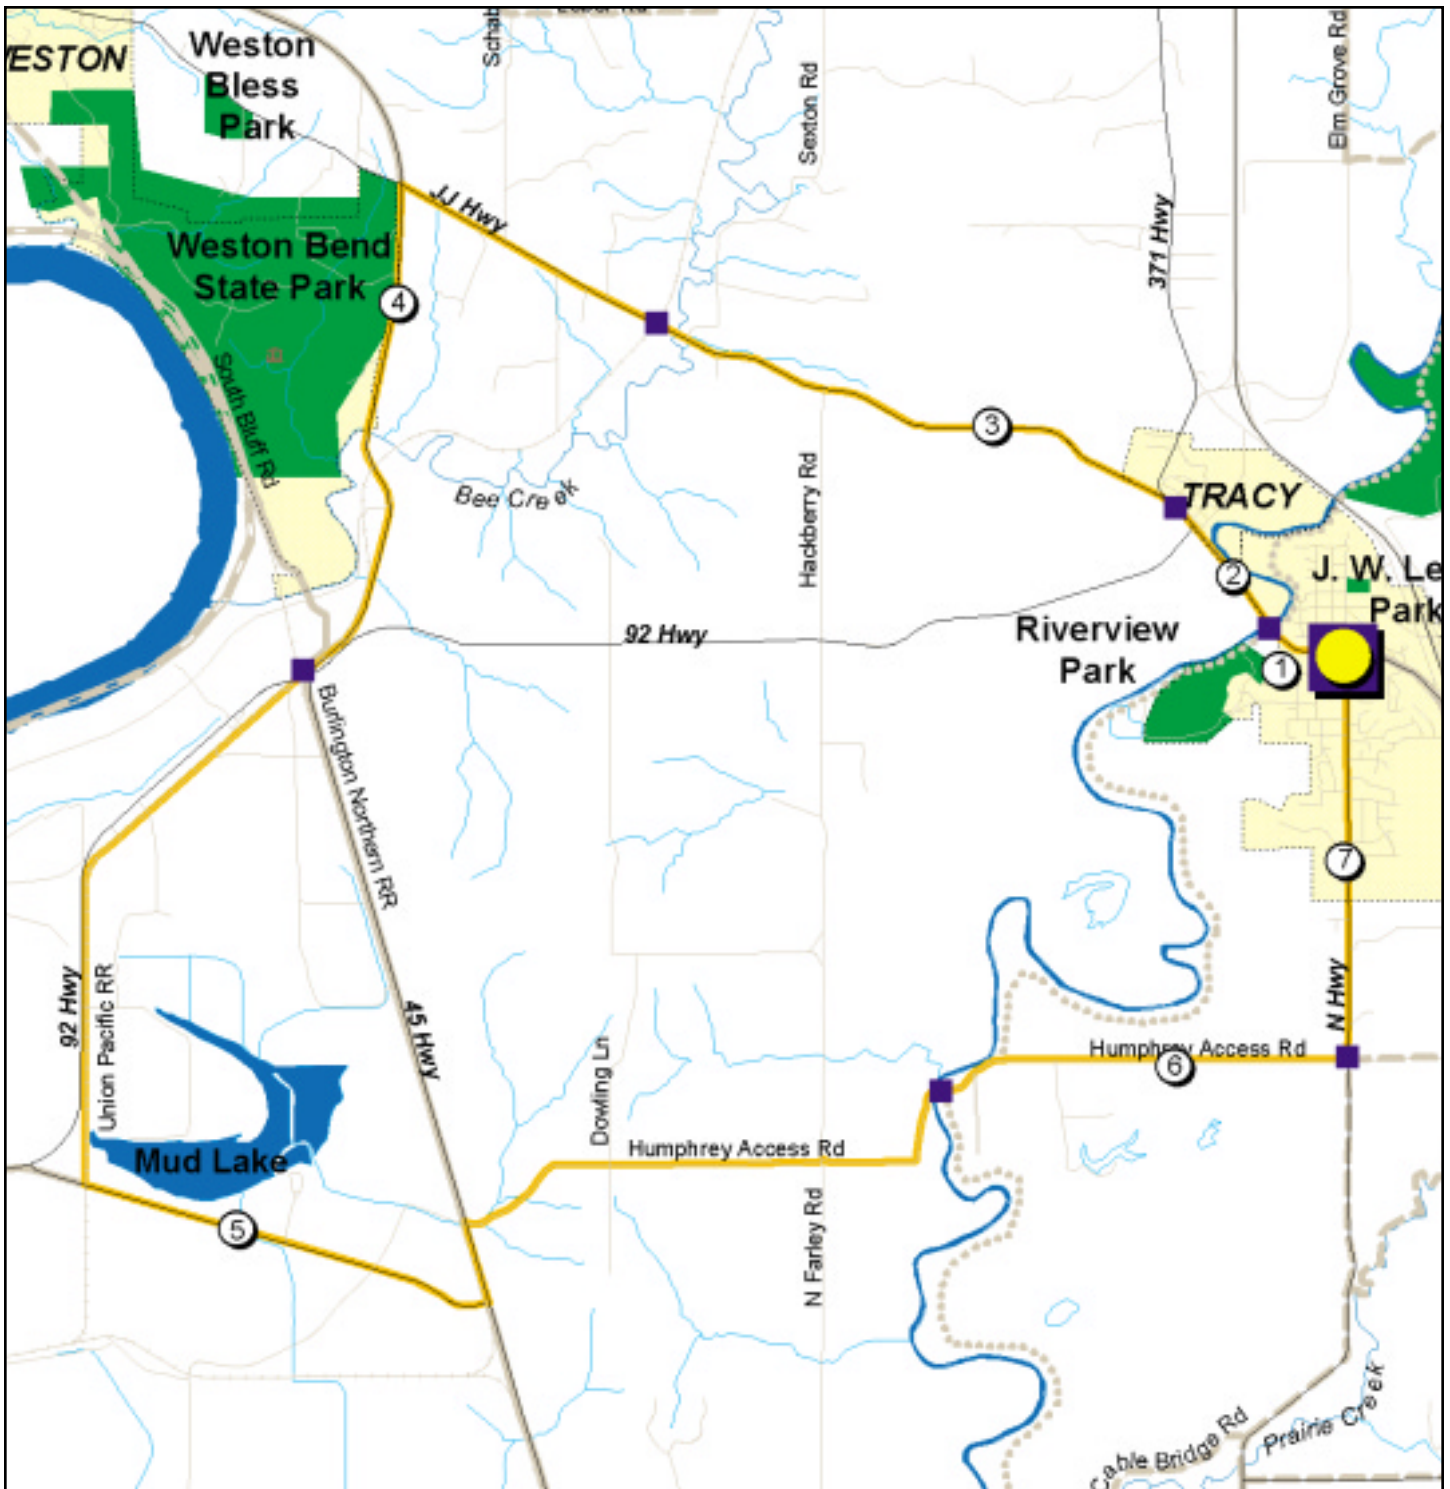 Weston
Bless
Park
Sexton Rd
Elm Grove Rd
JJ Hwy
371 Hwy
Weston Bend
State Park
4
South Bluff Rd
3
Bee Creek
Hackberry Rd
TRACY
2
J. W. Le
Park
92 Hwy
Riverview
Park
1
Burlington Northern RR
7
92 Hwy
Union Pacific RR
45 Hwy
N Hwy
Dowling Ln
Humphrey Access Rd
6
Humphrey Access Rd
Mud Lake
N Farley Rd
5
Cable Bridge Rd
Prairie Creek